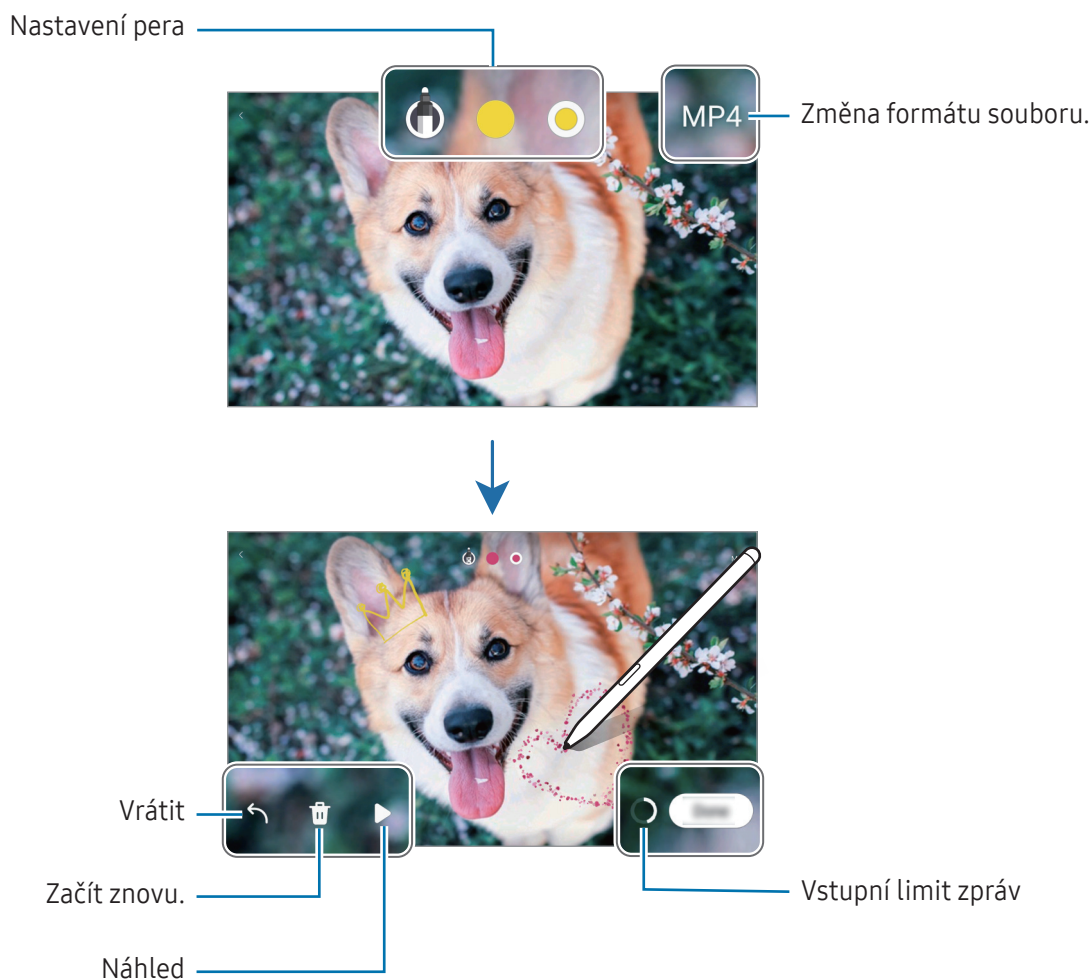 Nastavení pera
MP4
Změna formátu souboru.
Vrátit
Začít znovu.
Náhled
Vstupní limit zpráv